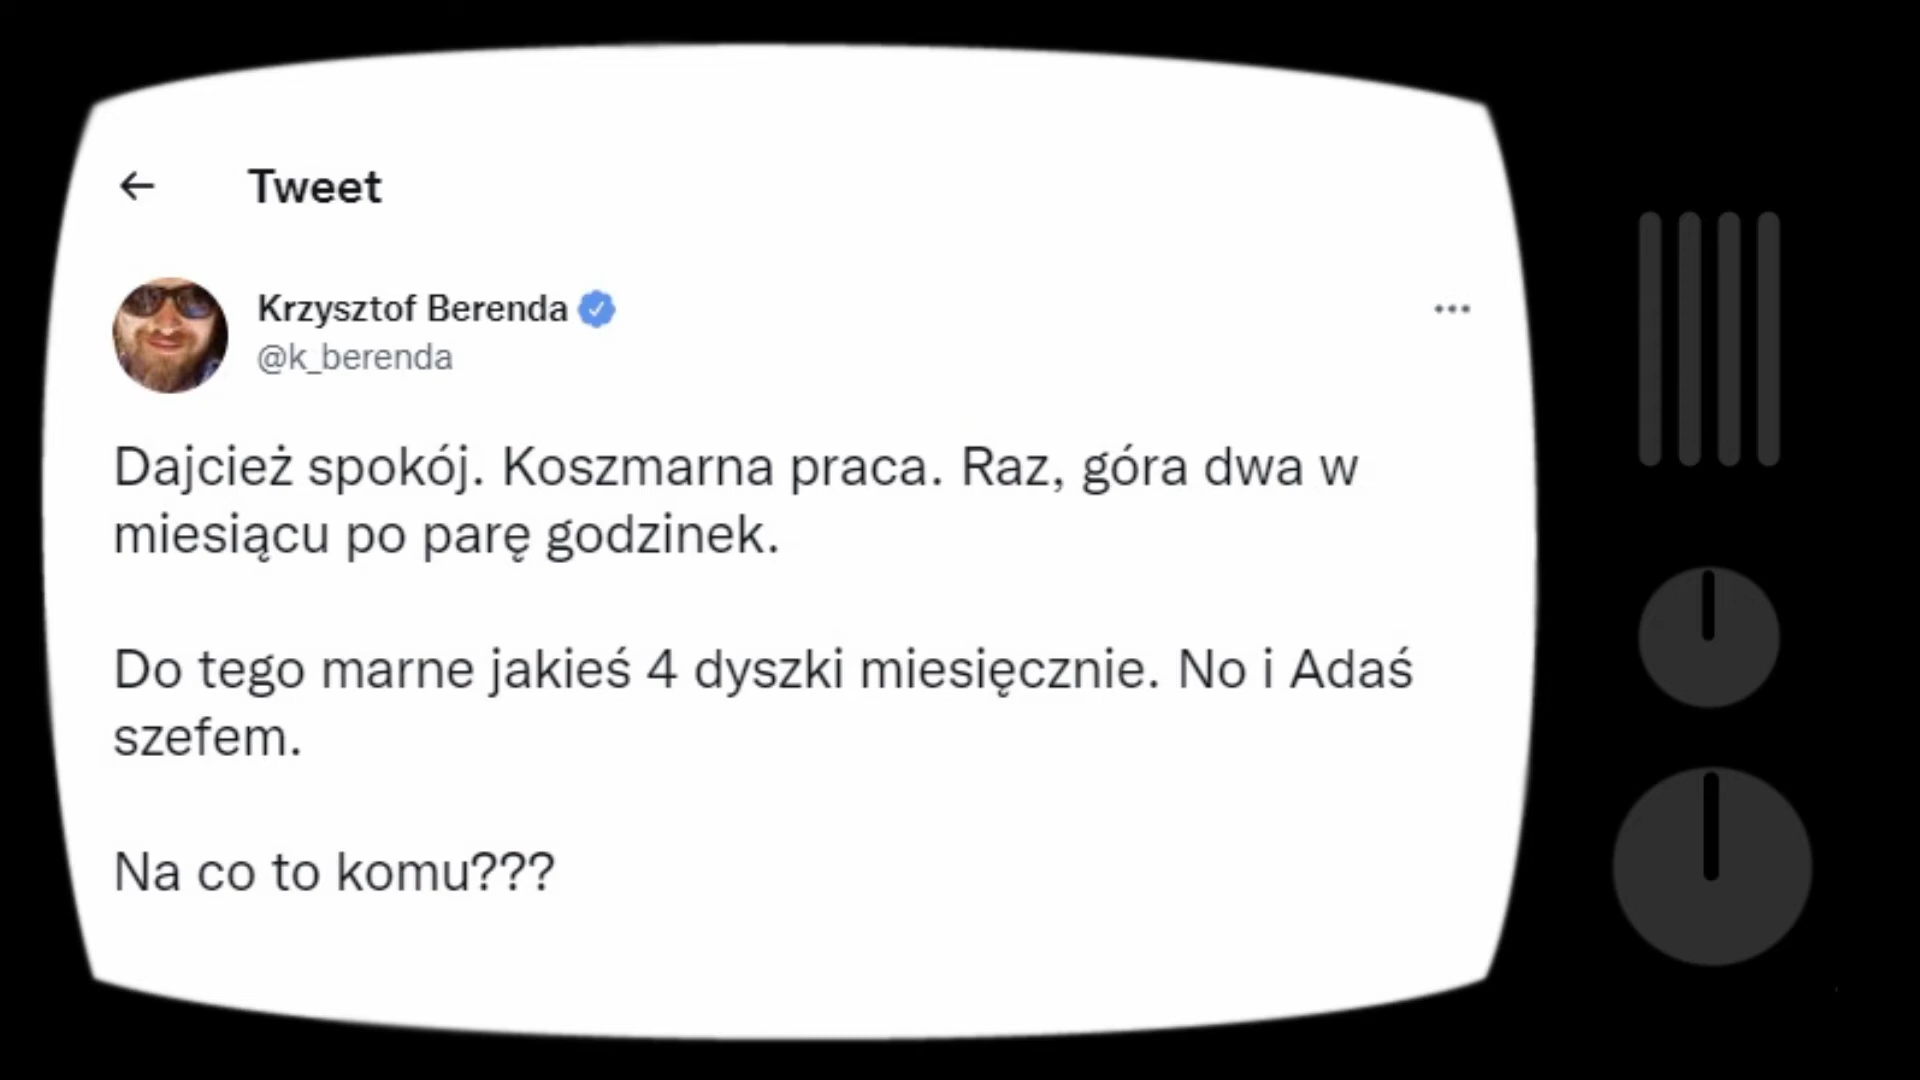 Tweet
Krzysztof Berenda
@k_berenda
Dajcież spokój. Koszmarna praca. Raz, góra dwa w
miesiącu po parę godzinek.
Do tego marne jakieś 4 dyszki miesięcznie. No i Adaś
szefem.
Na co to komu???